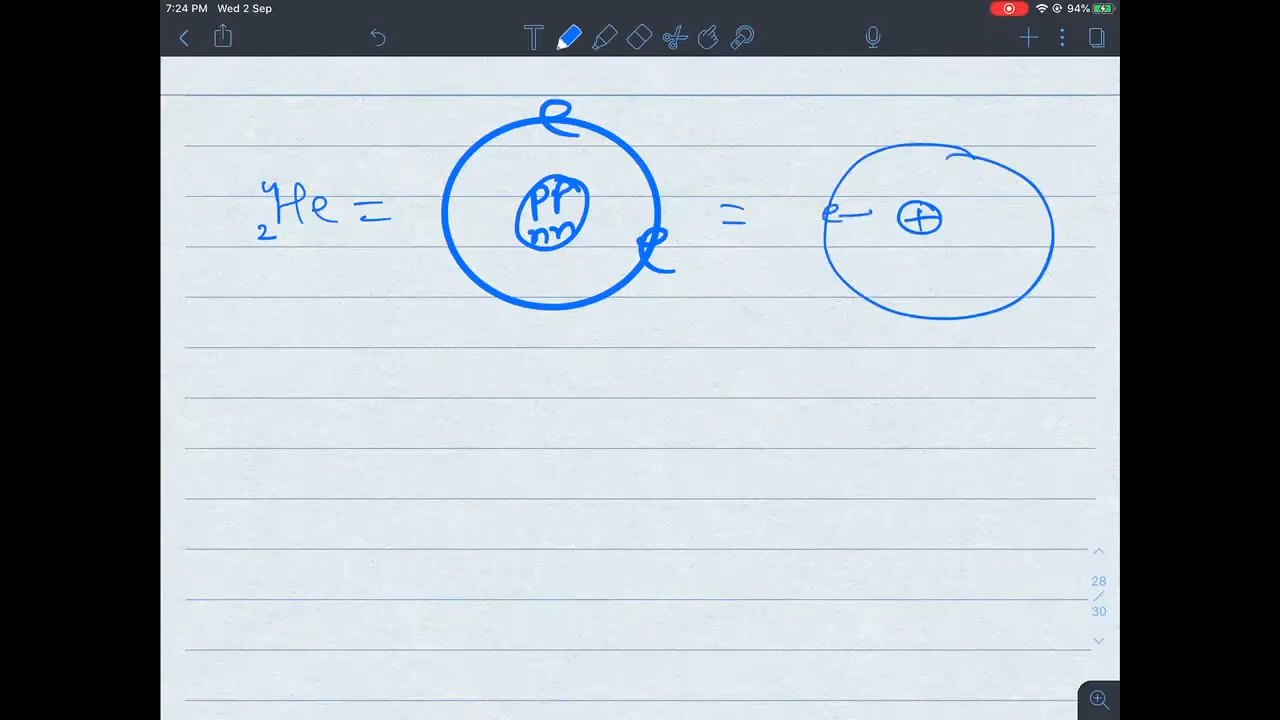 7:24 PM Wed 2 Sep 94%
T
e
⁴₂He = pp nn e = e- +
28
/
30